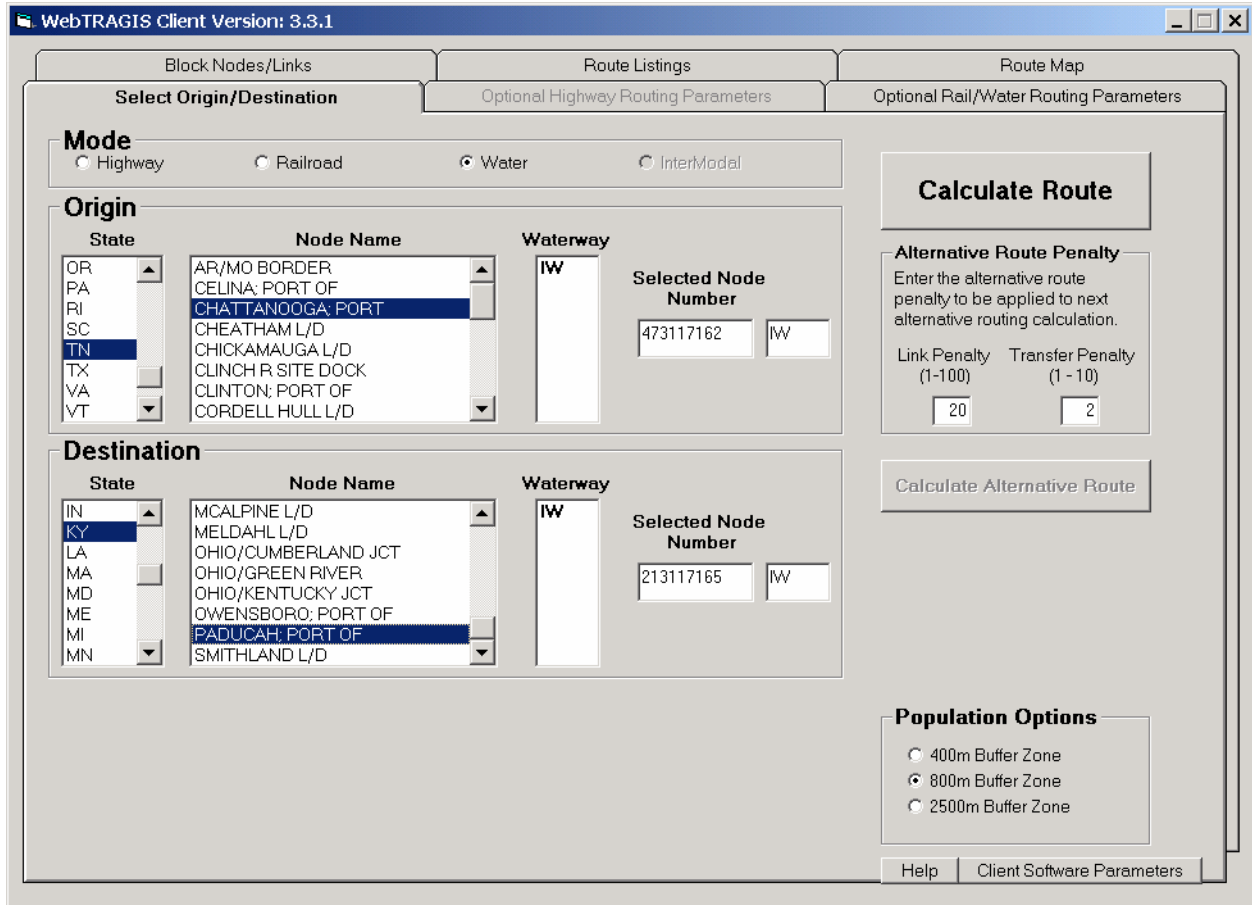 WebTRAGIS Client Version: 3.3.1
Block Nodes/Links
Route Listings
Route Map
Select Origin/Destination
Optional Highway Routing Parameters
Optional Rail/Water Routing Parameters
Mode
Highway
Railroad
Water
InterModal
Calculate Route
Origin
State
Node Name
Waterway
OR
PA
RI
SC
TN
TX
VA
VT
AR/MO BORDER
CELINA; PORT OF
CHATTANOOGA; PORT
CHEATHAM L/D
CHICKAMAUGA L/D
CLINCH R SITE DOCK
CLINTON; PORT OF
CORDELL HULL L/D
IW
Selected Node
Number
473117162
IW
Alternative Route Penalty
Enter the alternative route
penalty to be applied to next
alternative routing calculation.
Link Penalty
(1-100)
Transfer Penalty
(1 - 10)
20
2
Destination
State
Node Name
Waterway
IN
KY
LA
MA
MD
ME
MI
MN
MCALPINE L/D
MELDAHL L/D
OHIO/CUMBERLAND JCT
OHIO/GREEN RIVER
OHIO/KENTUCKY JCT
OWENSBORO; PORT OF
PADUCAH; PORT OF
SMITHLAND L/D
IW
Selected Node
Number
213117165
IW
Calculate Alternative Route
Population Options
400m Buffer Zone
800m Buffer Zone
2500m Buffer Zone
Help
Client Software Parameters